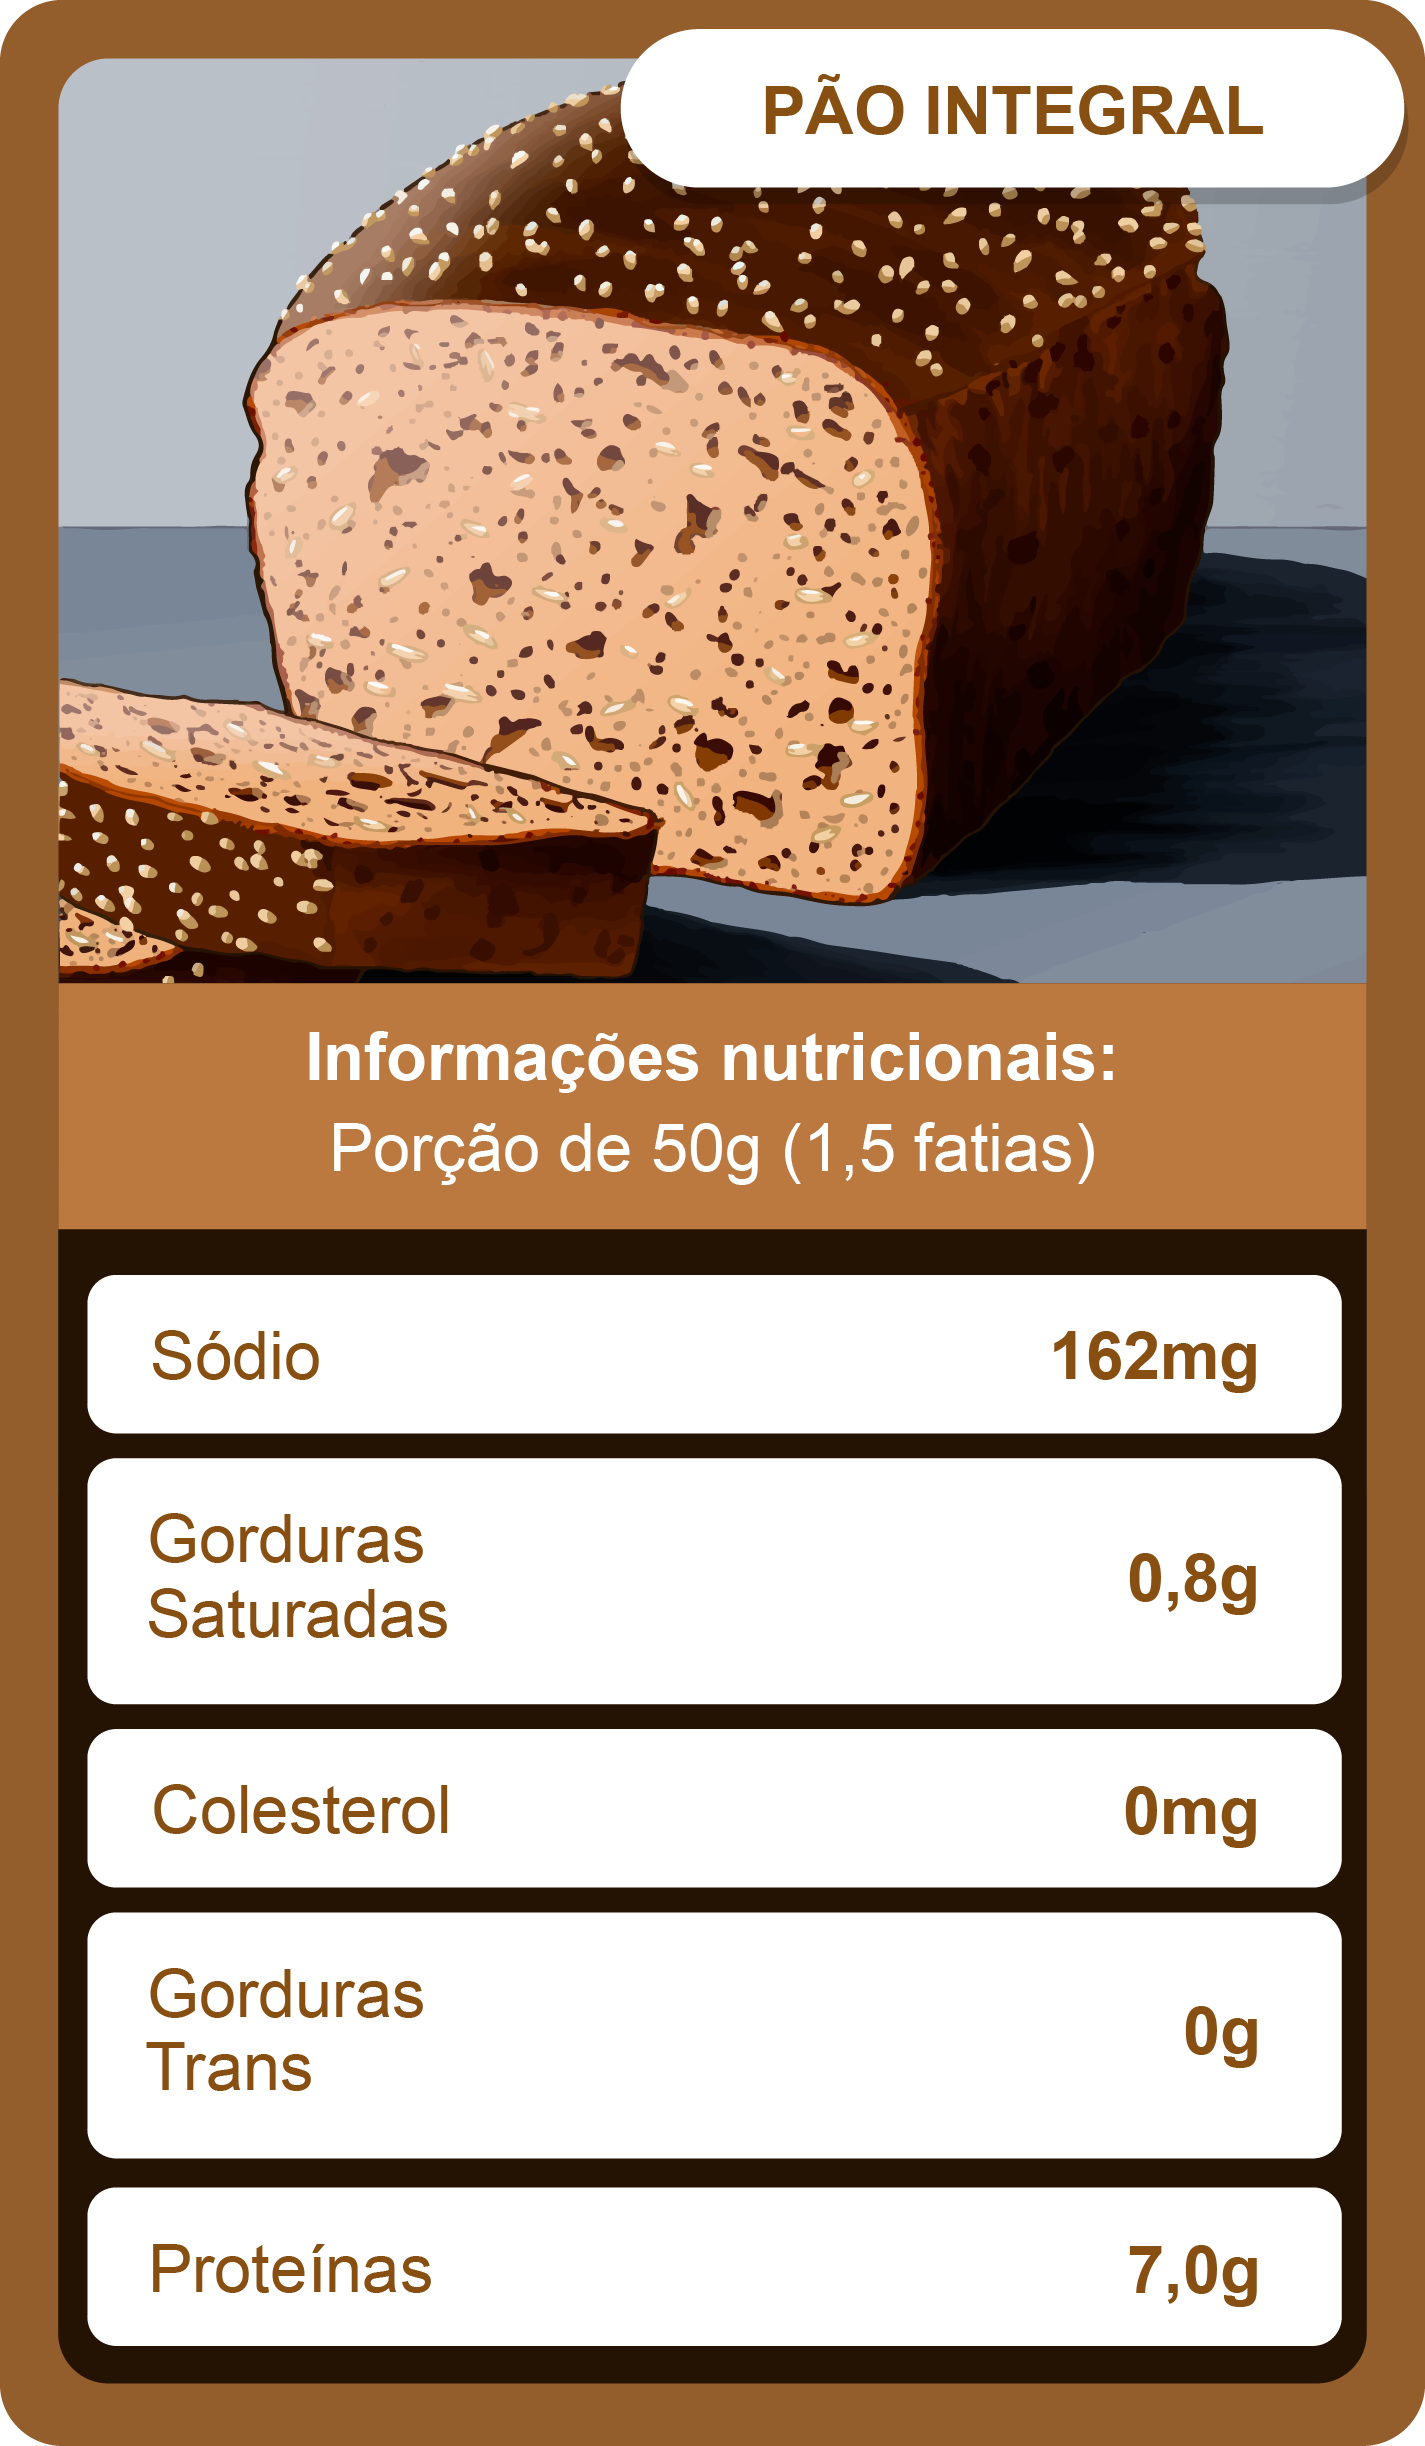 PÃO INTEGRAL
Informações nutricionais:
Porção de 50g (1,5 fatias)
Sódio 162mg
Gorduras
Saturadas 0,8g
Colesterol 0mg
Gorduras
Trans 0g
Proteínas 7,0g